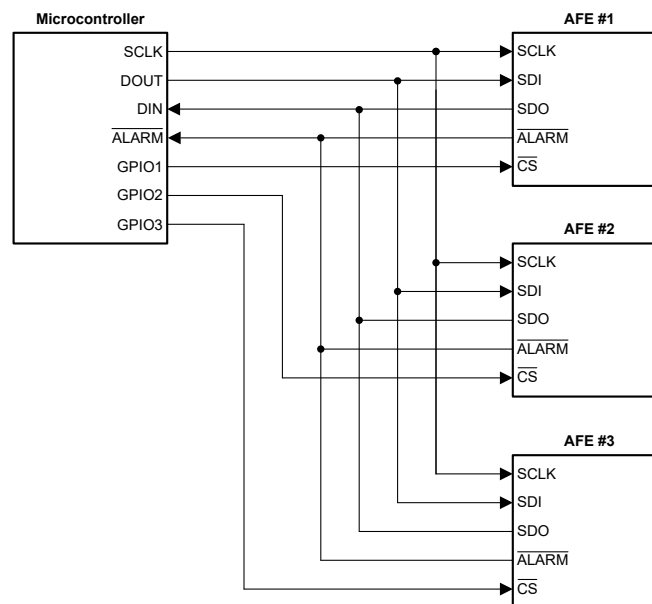 Microcontroller
SCLK
DOUT
DIN
ALARM
GPIO1
GPIO2
GPIO3
AFE #1
SCLK
SDI
SDO
ALARM
CS
AFE #2
SCLK
SDI
SDO
ALARM
CS
AFE #3
SCLK
SDI
SDO
ALARM
CS